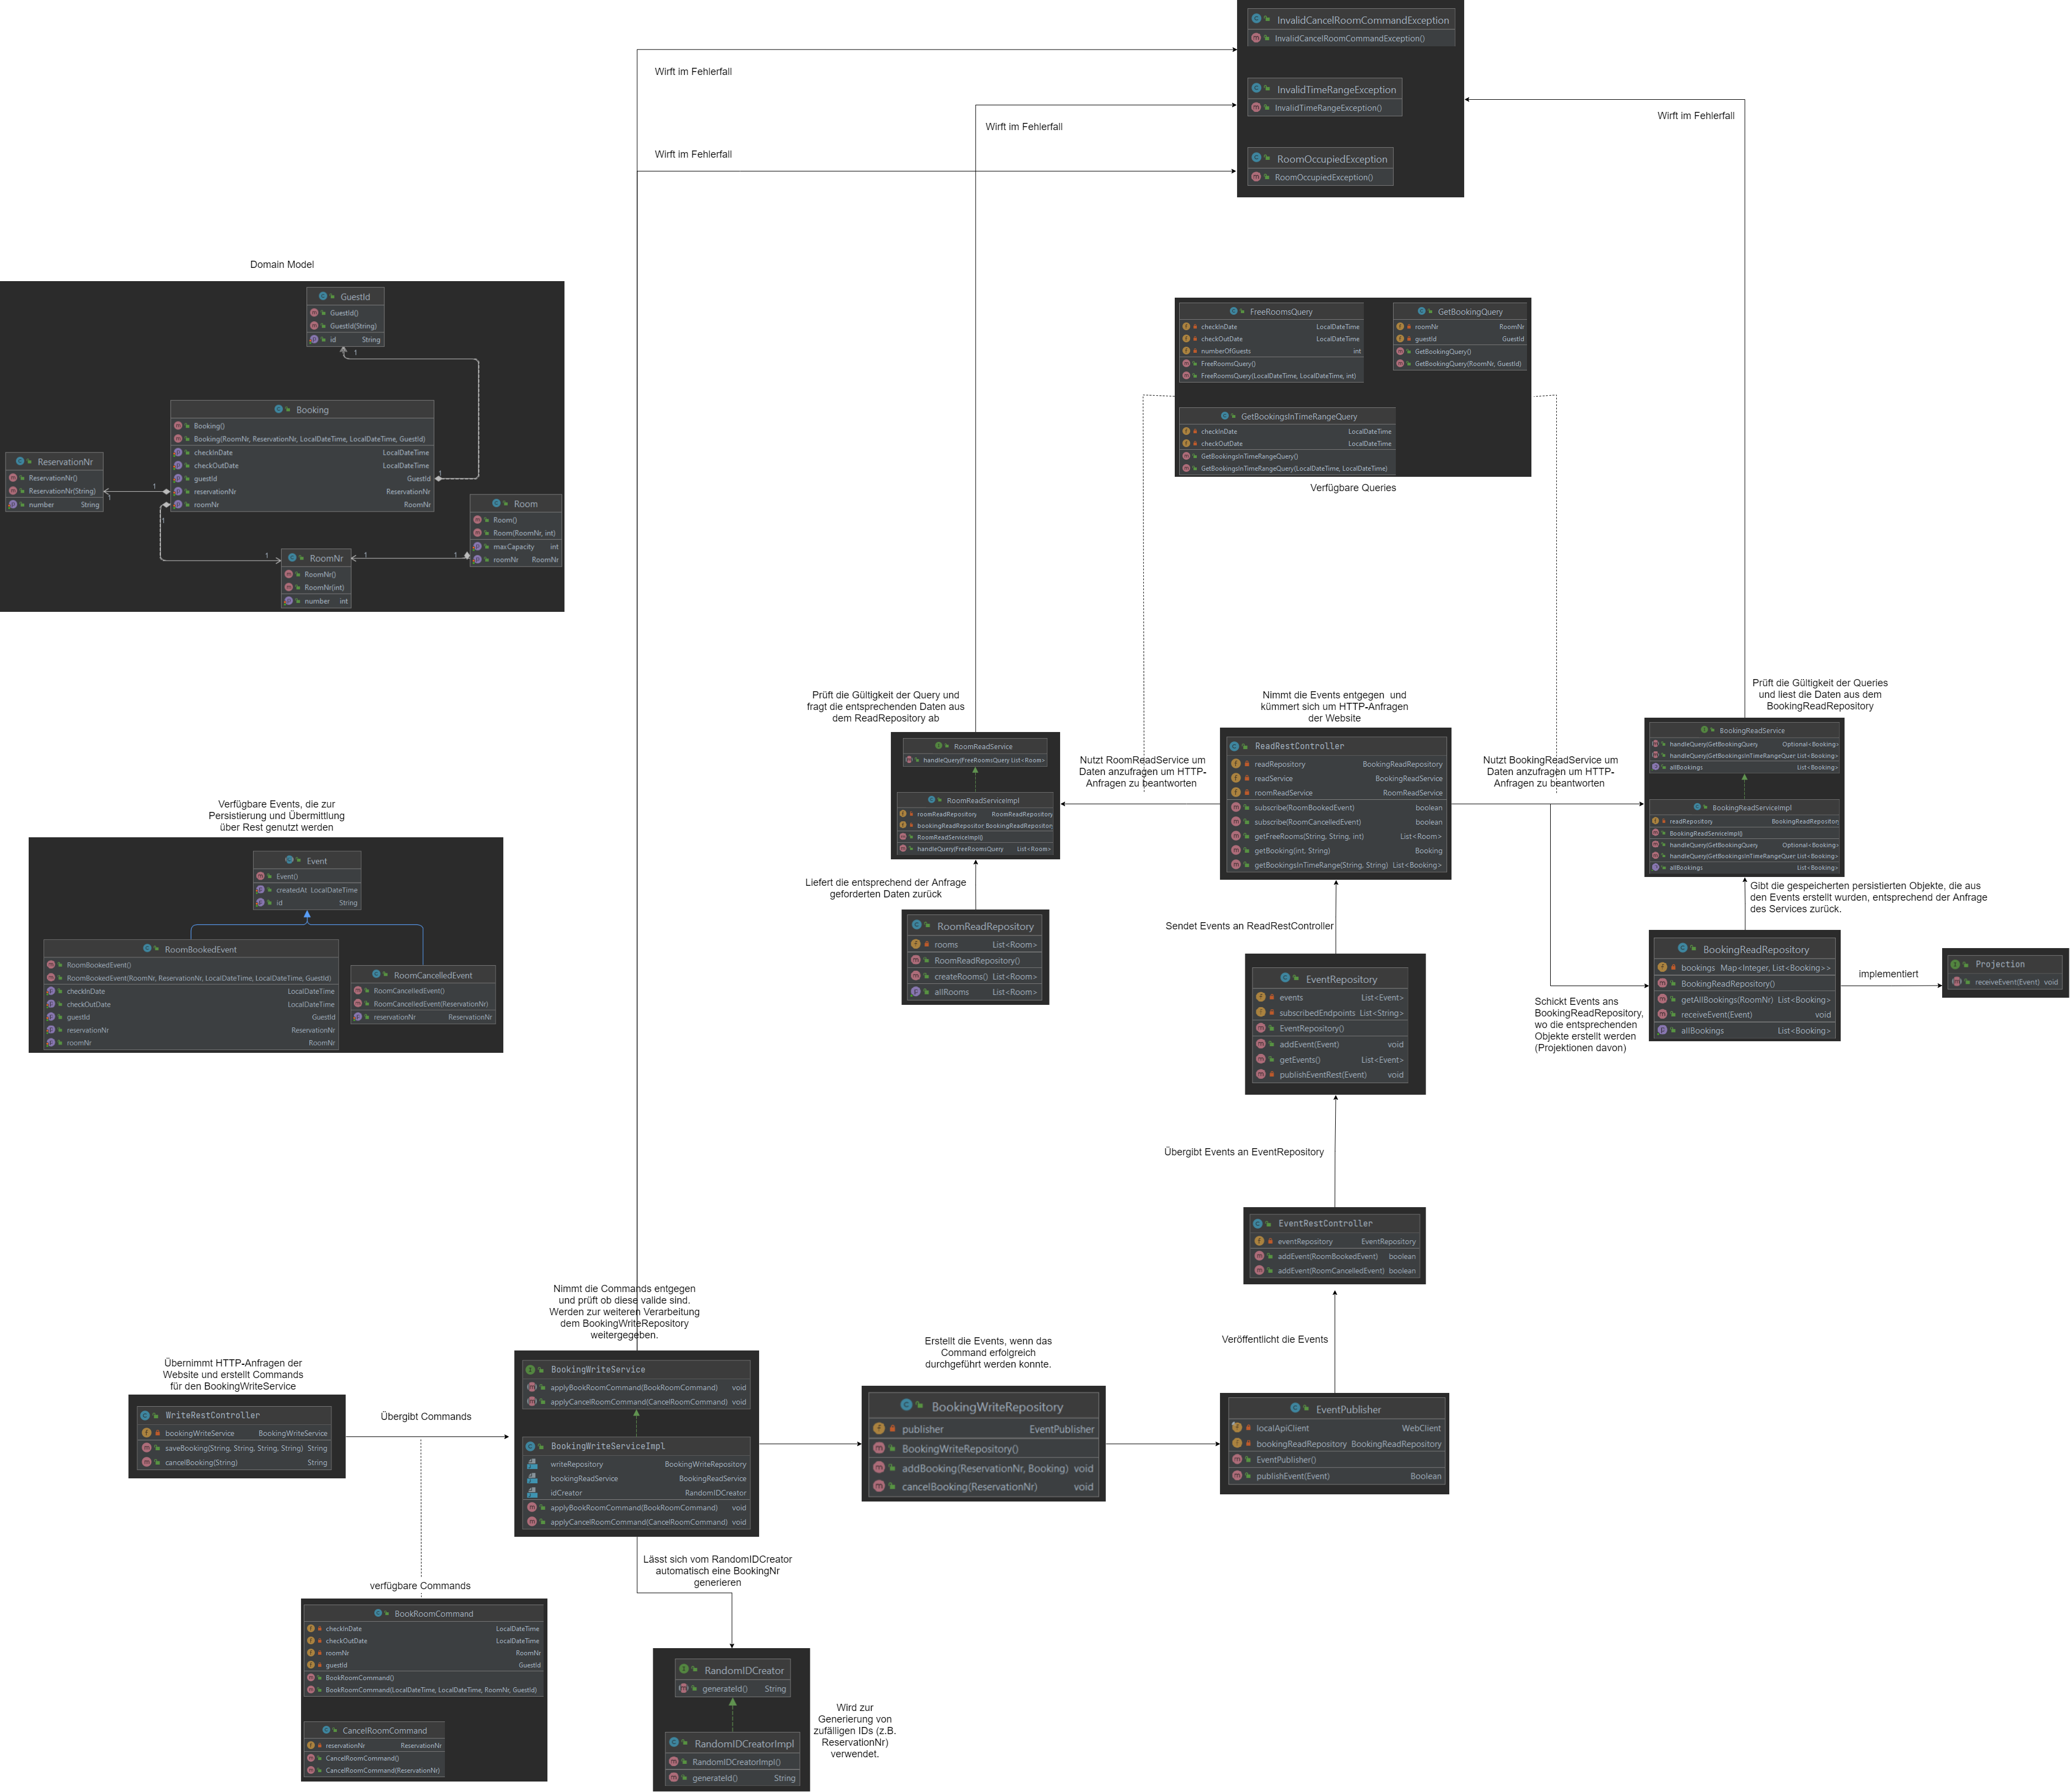 InvalidCancelRoomCommandException
InvalidCancelRoomCommandException()
InvalidTimeRangeException
InvalidTimeRangeException()
RoomOccupiedException
RoomOccupiedException()
Wirft im Fehlerfall
Wirft im Fehlerfall
Wirft im Fehlerfall
Wirft im Fehlerfall
Domain Model
GuestId
GuestId()
GuestId(String)
id String
1
Booking
Booking()
Booking(RoomNr, ReservationNr, LocalDateTime, LocalDateTime, GuestId)
checkInDate LocalDateTime
checkOutDate LocalDateTime
guestId GuestId
reservationNr ReservationNr
roomNr RoomNr
1
1
1
1
ReservationNr
ReservationNr()
ReservationNr(String)
number String
Room
Room()
Room(RoomNr, int)
maxCapacity int
roomNr RoomNr
1
1
1
RoomNr
RoomNr()
RoomNr(int)
number int
FreeRoomsQuery
checkInDate LocalDateTime
checkOutDate LocalDateTime
numberOfGuests int
FreeRoomsQuery()
FreeRoomsQuery(LocalDateTime, LocalDateTime, int)
GetBookingQuery
roomNr RoomNr
guestId GuestId
GetBookingQuery()
GetBookingQuery(RoomNr, GuestId)
GetBookingsInTimeRangeQuery
checkInDate LocalDateTime
checkOutDate LocalDateTime
GetBookingsInTimeRangeQuery()
GetBookingsInTimeRangeQuery(LocalDateTime, LocalDateTime)
Verfügbare Queries
Prüft die Gültigkeit der Query und
fragt die entsprechenden Daten aus
dem ReadRepository ab
RoomReadService
handleQuery(FreeRoomsQuery List<Room>
RoomReadServiceImpl
roomReadRepository RoomReadRepository
bookingReadRepositor BookingReadRepositor
RoomReadServiceImpl()
handleQuery(FreeRoomsQuery List<Room>
Nutzt RoomReadService um
Daten anzufragen um HTTP-
Anfragen zu beantworten
Nimmt die Events entgegen und
kümmert sich um HTTP-Anfragen
der Website
ReadRestController
readRepository BookingReadRepository
readService BookingReadService
roomReadService RoomReadService
subscribe(RoomBookedEvent) boolean
subscribe(RoomCancelledEvent) boolean
getFreeRooms(String, String, int) List<Room>
getBooking(int, String) Booking
getBookingsInTimeRange(String, String) List<Booking>
Nutzt BookingReadService um
Daten anzufragen um HTTP-
Anfragen zu beantworten
Prüft die Gültigkeit der Queries
und liest die Daten aus dem
BookingReadRepository
BookingReadService
handleQuery(GetBookingQuery Optional<Booking>
handleQuery(GetBookingsInTimeRangeQuer List<Booking>
allBookings List<Booking>
BookingReadServiceImpl
readRepository BookingReadRepository
BookingReadServiceImpl()
handleQuery(GetBookingQuery Optional<Booking>
handleQuery(GetBookingsInTimeRangeQuer List<Booking>
allBookings List<Booking>
Liefert die entsprechend der Anfrage
geforderten Daten zurück
RoomReadRepository
rooms List<Room>
RoomReadRepository()
createRooms() List<Room>
allRooms List<Room>
Gibt die gespeicherten persistierten Objekte, die aus
den Events erstellt wurden, entsprechend der Anfrage
des Services zurück.
BookingReadRepository
bookings Map<Integer, List<Booking>>
BookingReadRepository()
getAllBookings(RoomNr) List<Booking>
receiveEvent(Event) void
allBookings List<Booking>
implementiert
Projection
receiveEvent(Event) void
Schickt Events ans
BookingReadRepository,
wo die entsprechenden
Objekte erstellt werden
(Projektionen davon)
Sendet Events an ReadRestController
EventRepository
events List<Event>
subscribedEndpoints List<String>
EventRepository()
addEvent(Event) void
getEvents() List<Event>
publishEventRest(Event) void
Übergibt Events an EventRepository
EventRestController
eventRepository EventRepository
addEvent(RoomBookedEvent) boolean
addEvent(RoomCancelledEvent) boolean
Veröffentlicht die Events
EventPublisher
localApiClient WebClient
bookingReadRepository BookingReadRepository
EventPublisher()
publishEvent(Event) Boolean
Verfügbare Events, die zur
Persistierung und Übermittlung
über Rest genutzt werden
Event
Event()
createdAt LocalDateTime
id String
RoomBookedEvent
RoomBookedEvent()
RoomBookedEvent(RoomNr, ReservationNr, LocalDateTime, LocalDateTime, GuestId)
checkInDate LocalDateTime
checkOutDate LocalDateTime
guestId GuestId
reservationNr ReservationNr
roomNr RoomNr
RoomCancelledEvent
RoomCancelledEvent()
RoomCancelledEvent(ReservationNr)
reservationNr ReservationNr
Nimmt die Commands entgegen
und prüft ob diese valide sind.
Werden zur weiteren Verarbeitung
dem BookingWriteRepository
weitergegeben.
BookingWriteService
applyBookRoomCommand(BookRoomCommand) void
applyCancelRoomCommand(CancelRoomCommand) void
BookingWriteServiceImpl
writeRepository BookingWriteRepository
bookingReadService BookingReadService
idCreator RandomIDCreator
applyBookRoomCommand(BookRoomCommand) void
applyCancelRoomCommand(CancelRoomCommand) void
Erstellt die Events, wenn das
Command erfolgreich
durchgeführt werden konnte.
BookingWriteRepository
publisher EventPublisher
BookingWriteRepository()
addBooking(ReservationNr, Booking) void
cancelBooking(ReservationNr) void
Übernimmt HTTP-Anfragen der
Website und erstellt Commands
für den BookingWriteService
WriteRestController
bookingWriteService BookingWriteService
saveBooking(String, String, String, String) String
cancelBooking(String) String
Übergibt Commands
verfügbare Commands
BookRoomCommand
checkInDate LocalDateTime
checkOutDate LocalDateTime
roomNr RoomNr
guestId GuestId
BookRoomCommand()
BookRoomCommand(LocalDateTime, LocalDateTime, RoomNr, GuestId)
CancelRoomCommand
reservationNr ReservationNr
CancelRoomCommand()
CancelRoomCommand(ReservationNr)
Lässt sich vom RandomIDCreator
automatisch eine BookingNr
generieren
RandomIDCreator
generateId() String
RandomIDCreatorImpl
RandomIDCreatorImpl()
generateId() String
Wird zur
Generierung von
zufälligen IDs (z.B.
ReservationNr)
verwendet.